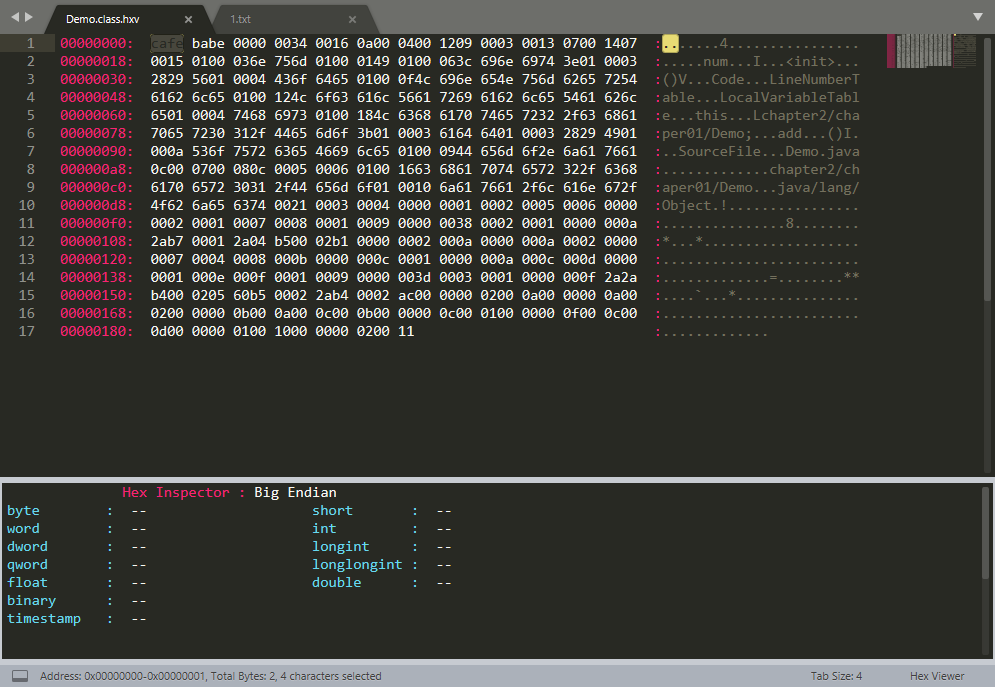 Demo.class.hxv 1.txt
1 00000000: cafe babe 0000 0034 0016 0a00 0400 1209 0003 0013 0700 1407 :.......4................
2 00000018: 0015 0100 036e 756d 0100 0149 0100 063c 696e 6974 3e01 0003 :.....num...I...<init>...
3 00000030: 2829 5601 0004 436f 6465 0100 0f4c 696e 654e 756d 6265 7254 :()V...Code...LineNumberT
4 00000048: 6162 6c65 0100 124c 6f63 616c 5661 7269 6162 6c65 5461 626c :able...LocalVariableTabl
5 00000060: 6501 0004 7468 6973 0100 184c 6368 6170 7465 7232 2f63 6861 :e...this...Lchapter2/cha
6 00000078: 7065 7230 312f 4465 6d6f 3b01 0003 6164 6401 0003 2829 4901 :per01/Demo;...add...()I.
7 00000090: 000a 536f 7572 6365 4669 6c65 0100 0944 656d 6f2e 6a61 7661 :..SourceFile...Demo.java
8 000000a8: 0c00 0700 080c 0005 0006 0100 1663 6861 7074 6572 322f 6368 :.............chapter2/ch
9 000000c0: 6170 6572 3031 2f44 656d 6f01 0010 6a61 7661 2f6c 616e 672f :aper01/Demo...java/lang/
10 000000d8: 4f62 6a65 6374 0021 0003 0004 0000 0001 0002 0005 0006 0000 :Object.!................
11 000000f0: 0002 0001 0007 0008 0001 0009 0000 0038 0002 0001 0000 000a :...............8........
12 00000108: 2ab7 0001 2a04 b500 02b1 0000 0002 000a 0000 000a 0002 0000 :*...*...................
13 00000120: 0007 0004 0008 000b 0000 000c 0001 0000 000a 000c 000d 0000 :........................
14 00000138: 0001 000e 000f 0001 0009 0000 003d 0003 0001 0000 000f 2a2a :.............=........**
15 00000150: b400 0205 60b5 0002 2ab4 0002 ac00 0000 0200 0a00 0000 0a00 :....`...*...............
16 00000168: 0200 0000 0b00 0a00 0c00 0b00 0000 0c00 0100 0000 0f00 0c00 :........................
17 00000180: 0d00 0000 0100 1000 0000 0200 11 :.............
Hex Inspector : Big Endian
byte : -- short : --
word : -- int : --
dword : -- longint : --
qword : -- longlongint : --
float : -- double : --
binary : --
timestamp : --
Address: 0x00000000-0x00000001, Total Bytes: 2, 4 characters selected Tab Size: 4 Hex Viewer